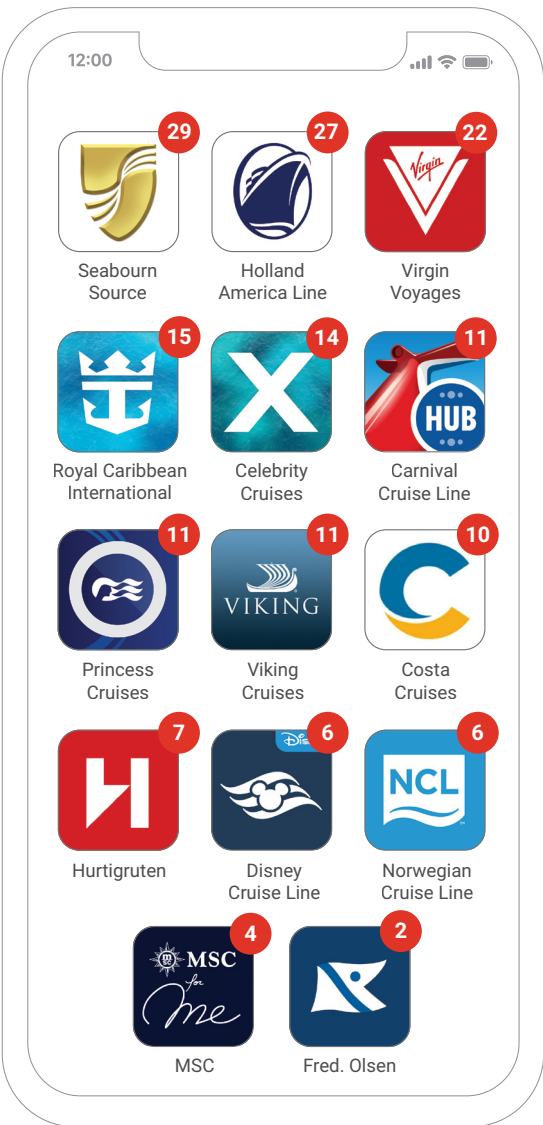 12:00
29
27
22
Virgin
Seabourn
Source
Holland
America Line
Virgin
Voyages
15
14
11
X
HUB
Royal Caribbean
International
Celebrity
Cruises
Carnival
Cruise Line
11
11
10
VIKING
C
Princess
Cruises
Viking
Cruises
Costa
Cruises
7
6
6
H
NCL
Hurtigruten
Disney
Cruise Line
Norwegian
Cruise Line
4
2
MSC
for
Me
MSC
Fred. Olsen